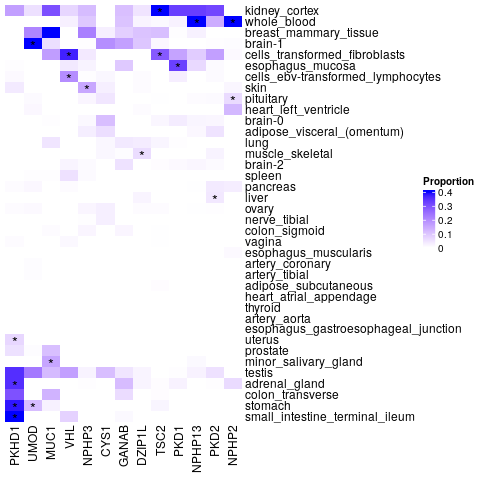 kidney_cortex
whole_blood
breast_mammary_tissue
brain-1
cells_transformed_fibroblasts
esophagus_mucosa
cells_ebv-transformed_lymphocytes
skin
pituitary
heart_left_ventricle
brain-0
adipose_visceral_(omentum)
lung
muscle_skeletal
brain-2
spleen
pancreas
liver
ovary
nerve_tibial
colon_sigmoid
vagina
esophagus_muscularis
artery_coronary
artery_tibial
adipose_subcutaneous
heart_atrial_appendage
thyroid
artery_aorta
esophagus_gastroesophageal_junction
uterus
prostate
minor_salivary_gland
testis
adrenal_gland
colon_transverse
stomach
small_intestine_terminal_ileum
Proportion
0.4
0.3
0.2
0.1
0
PKHD1
UMOD
MUC1
VHL
NPHP3
CYS1
GANAB
DZIP1L
TSC2
PKD1
NPHP13
PKD2
NPHP2